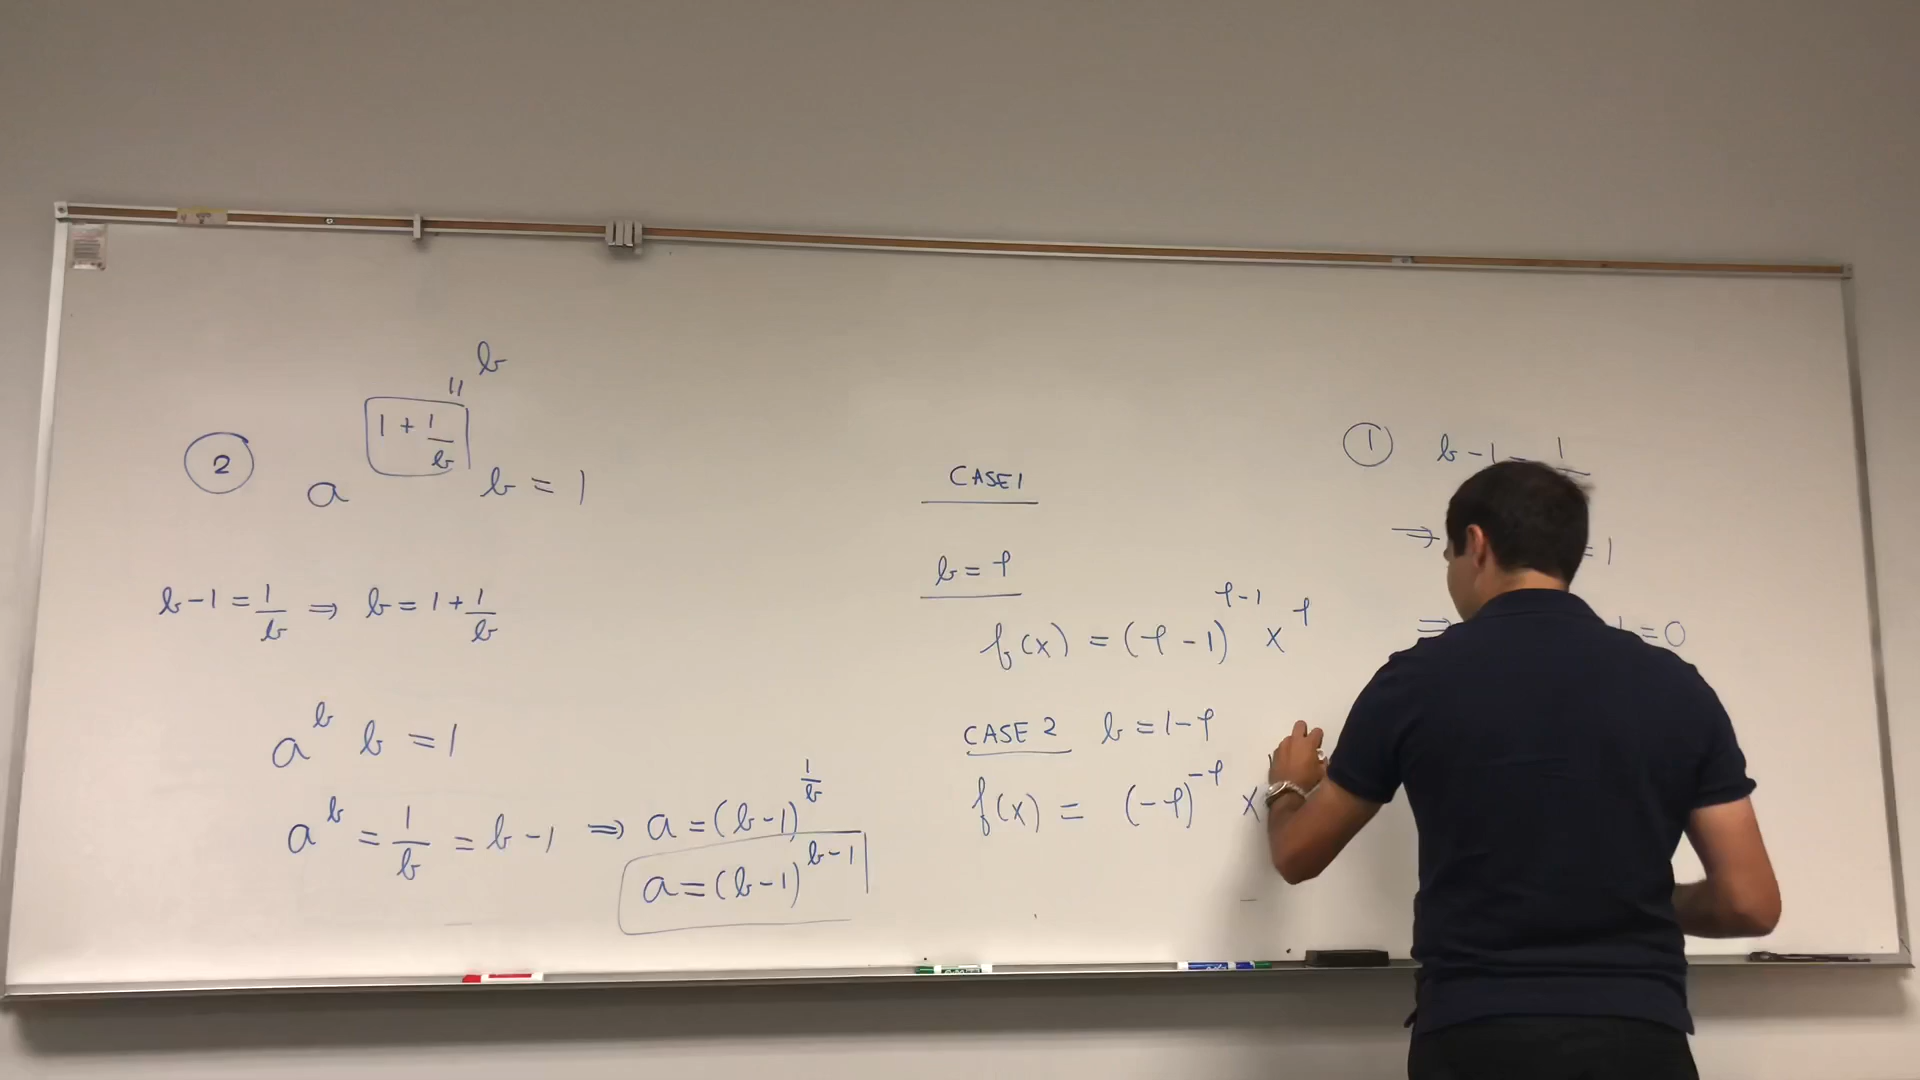 ② a^{1 + 1/b} b = 1
" b
b - 1 = 1/b ⇒ b = 1 + 1/b
a^b b = 1
a^b = 1/b = b - 1 ⇒ a = (b-1)^{1/b}
a = (b-1)^{b-1}
CASE 1
b = φ
f(x) = (φ - 1)^{φ-1} x^φ
CASE 2 b = 1 - φ
f(x) = (-φ)^{-φ} x
① b - 1 = 1
⇒ = 1
⇒ 1 = 0